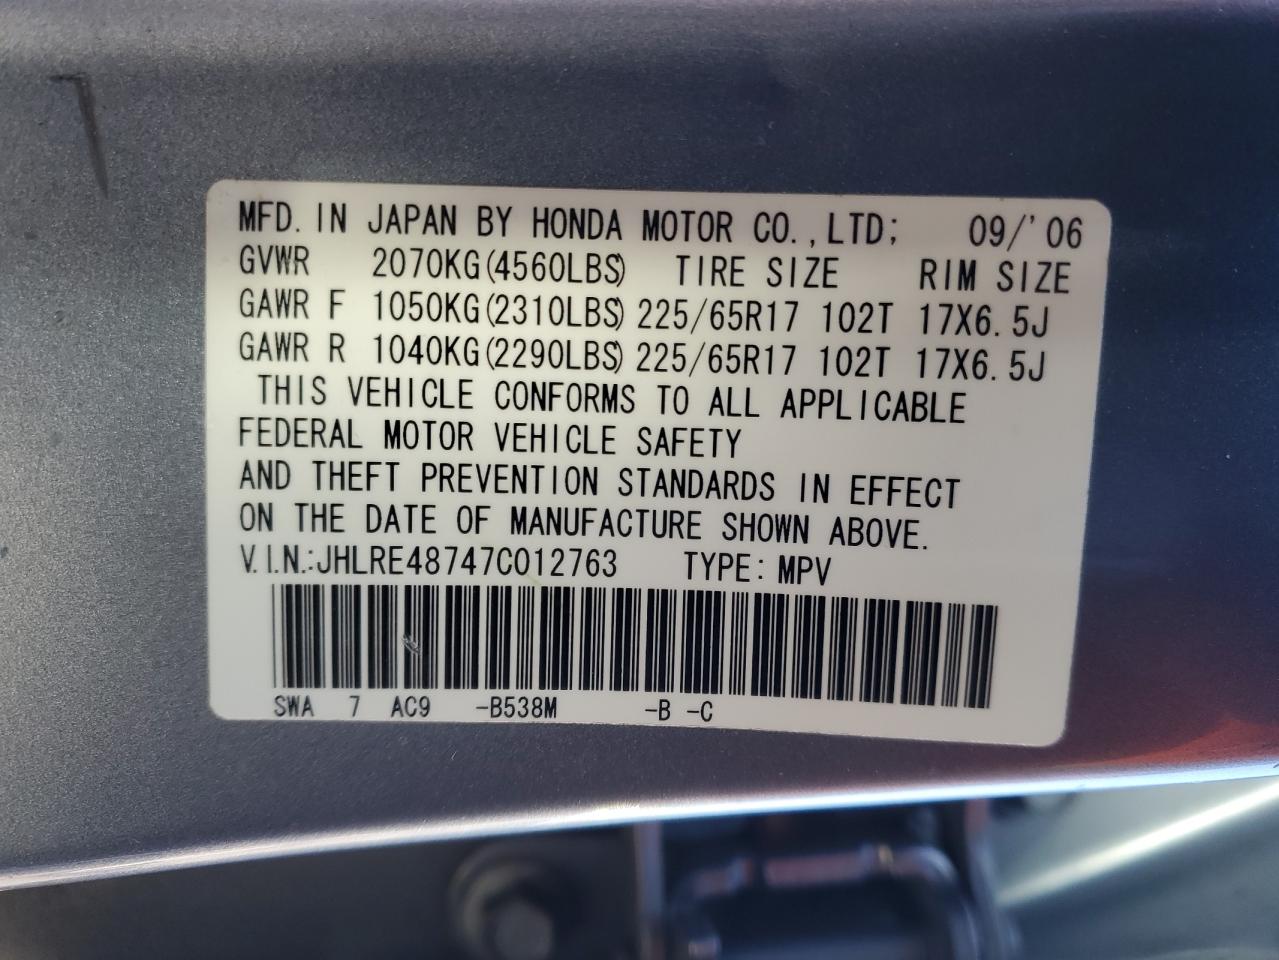 MFD. IN JAPAN BY HONDA MOTOR CO., LTD; 09/'06
GVWR 2070KG(4560LBS) TIRE SIZE RIM SIZE
GAWR F 1050KG(2310LBS) 225/65R17 102T 17X6.5J
GAWR R 1040KG(2290LBS) 225/65R17 102T 17X6.5J
THIS VEHICLE CONFORMS TO ALL APPLICABLE
FEDERAL MOTOR VEHICLE SAFETY
AND THEFT PREVENTION STANDARDS IN EFFECT
ON THE DATE OF MANUFACTURE SHOWN ABOVE.
V.I.N.:JHLRE48747C012763 TYPE: MPV
SWA 7 AC9 -B538M -B -C